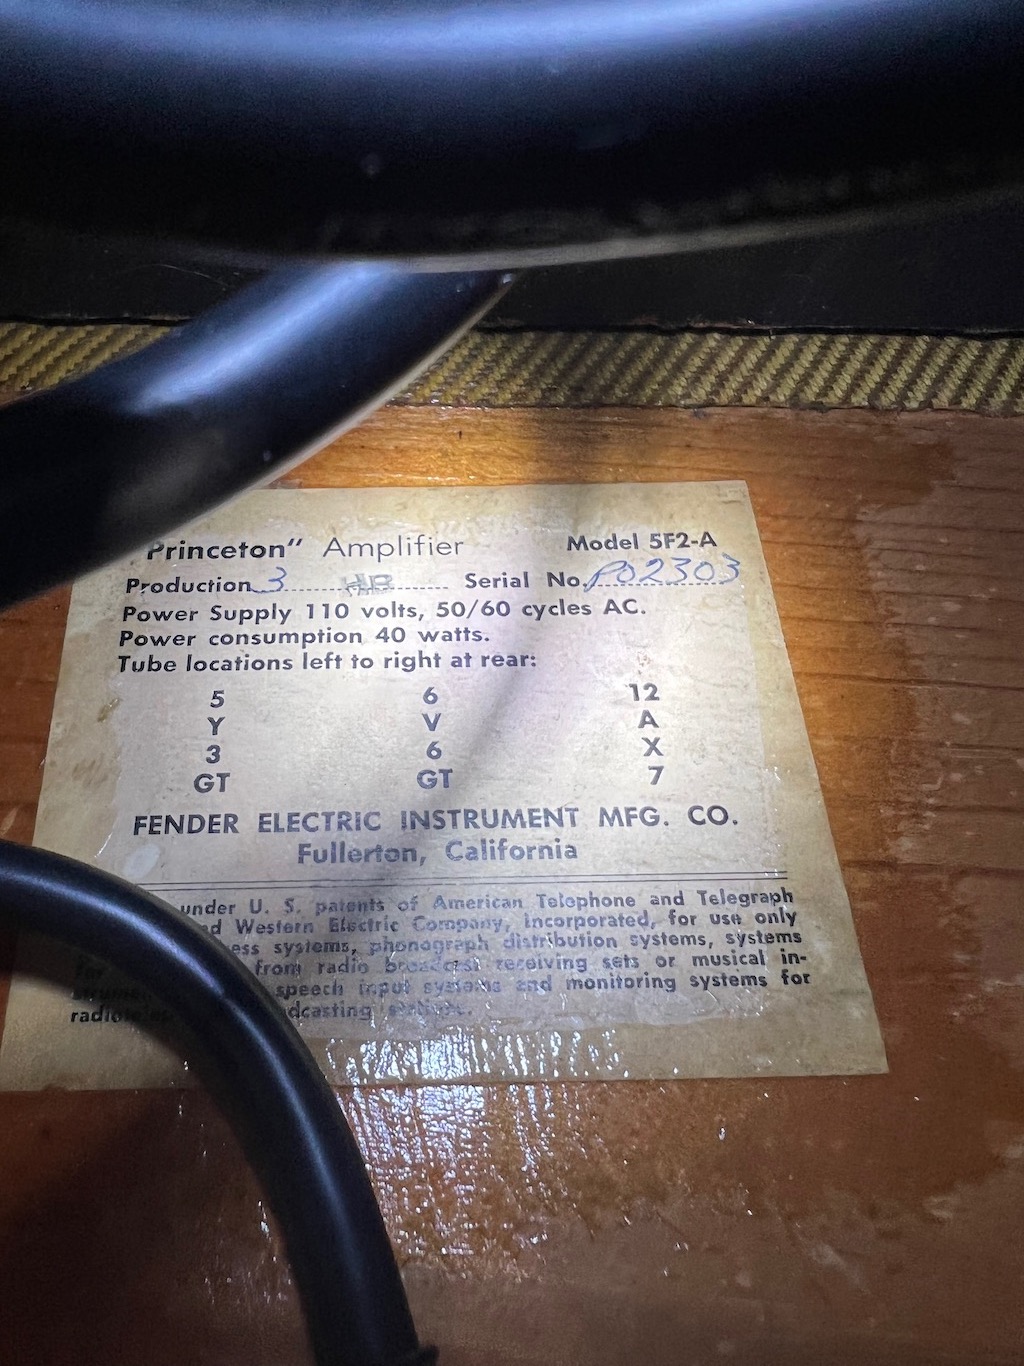 Princeton" Amplifier Model 5F2-A
Production 3 HB Serial No. P02303
Power Supply 110 volts, 50/60 cycles AC.
Power consumption 40 watts.
Tube locations left to right at rear:
5 6 12
Y V A
3 6 X
GT GT 7
FENDER ELECTRIC INSTRUMENT MFG. CO.
Fullerton, California
under U. S. patents of American Telephone and Telegraph
Western Electric Company, Incorporated, for use only
systems, phonograph distribution systems, systems
from radio broadcast receiving sets or musical in-
speech input systems and monitoring systems for